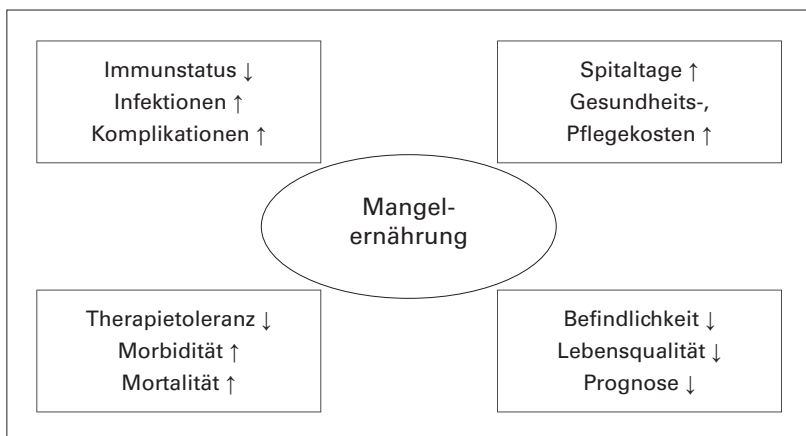 Immunstatus ↓
Infektionen ↑
Komplikationen ↑
Spitaltage ↑
Gesundheits-,
Pflegekosten ↑
Mangel-
ernährung
Therapietoleranz ↓
Morbidität ↑
Mortalität ↑
Befindlichkeit ↓
Lebensqualität ↓
Prognose ↓